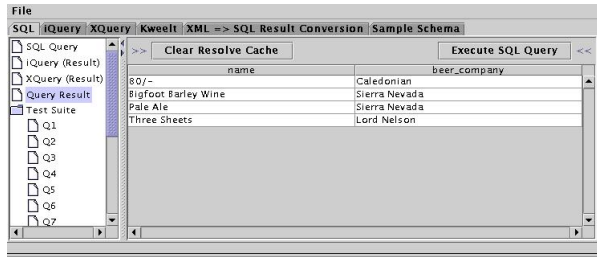 File
SQL iQuery XQuery Kweelt XML => SQL Result Conversion Sample Schema
SQL Query
iQuery (Result)
XQuery (Result)
Query Result
Test Suite
Q1
Q2
Q3
Q4
Q5
Q6
Q7
>> Clear Resolve Cache Execute SQL Query <<
name beer_company
80/- Caledonian
Bigfoot Barley Wine Sierra Nevada
Pale Ale Sierra Nevada
Three Sheets Lord Nelson